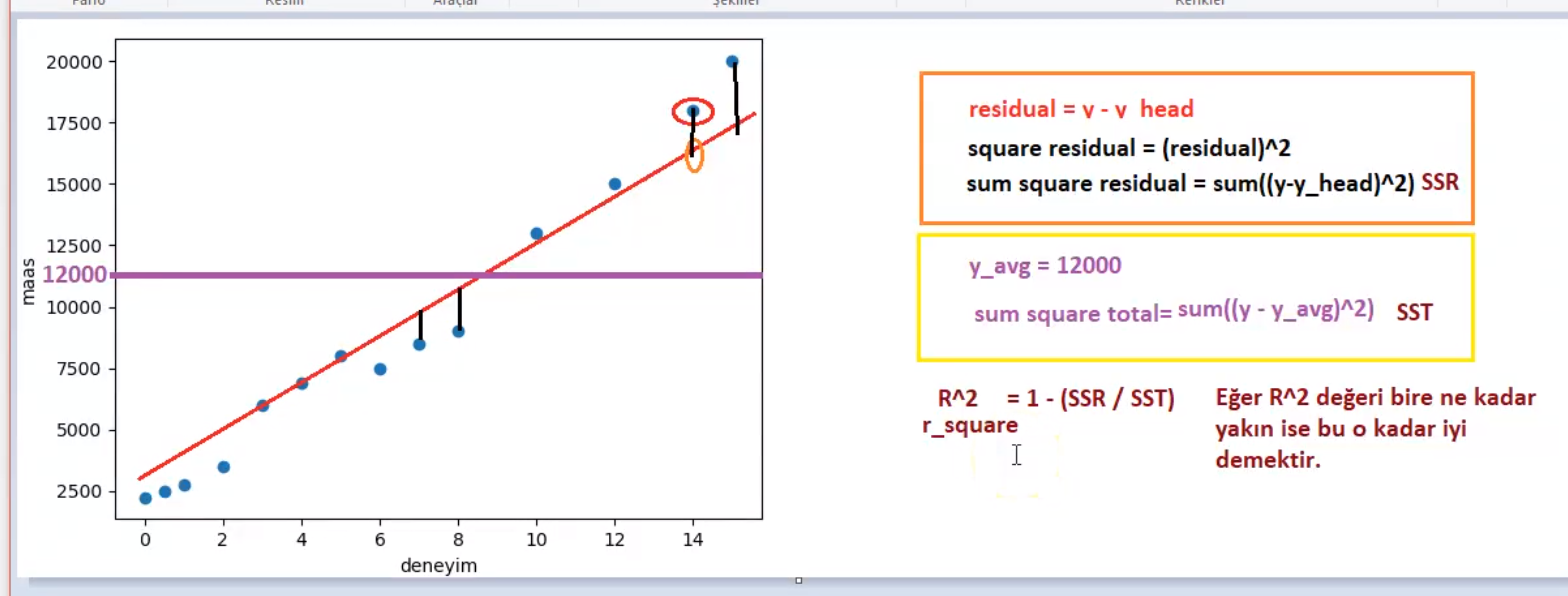 Resim
Araçlar
Şekiller
Renkler
20000
17500
15000
12500
12000
10000
7500
5000
2500
maas
0 2 4 6 8 10 12 14
deneyim
residual = y - y head
square residual = (residual)^2
sum square residual = sum((y-y_head)^2) SSR
y_avg = 12000
sum square total= sum((y - y_avg)^2) SST
R^2 = 1 - (SSR / SST)
r_square
Eğer R^2 değeri bire ne kadar
yakın ise bu o kadar iyi
demektir.